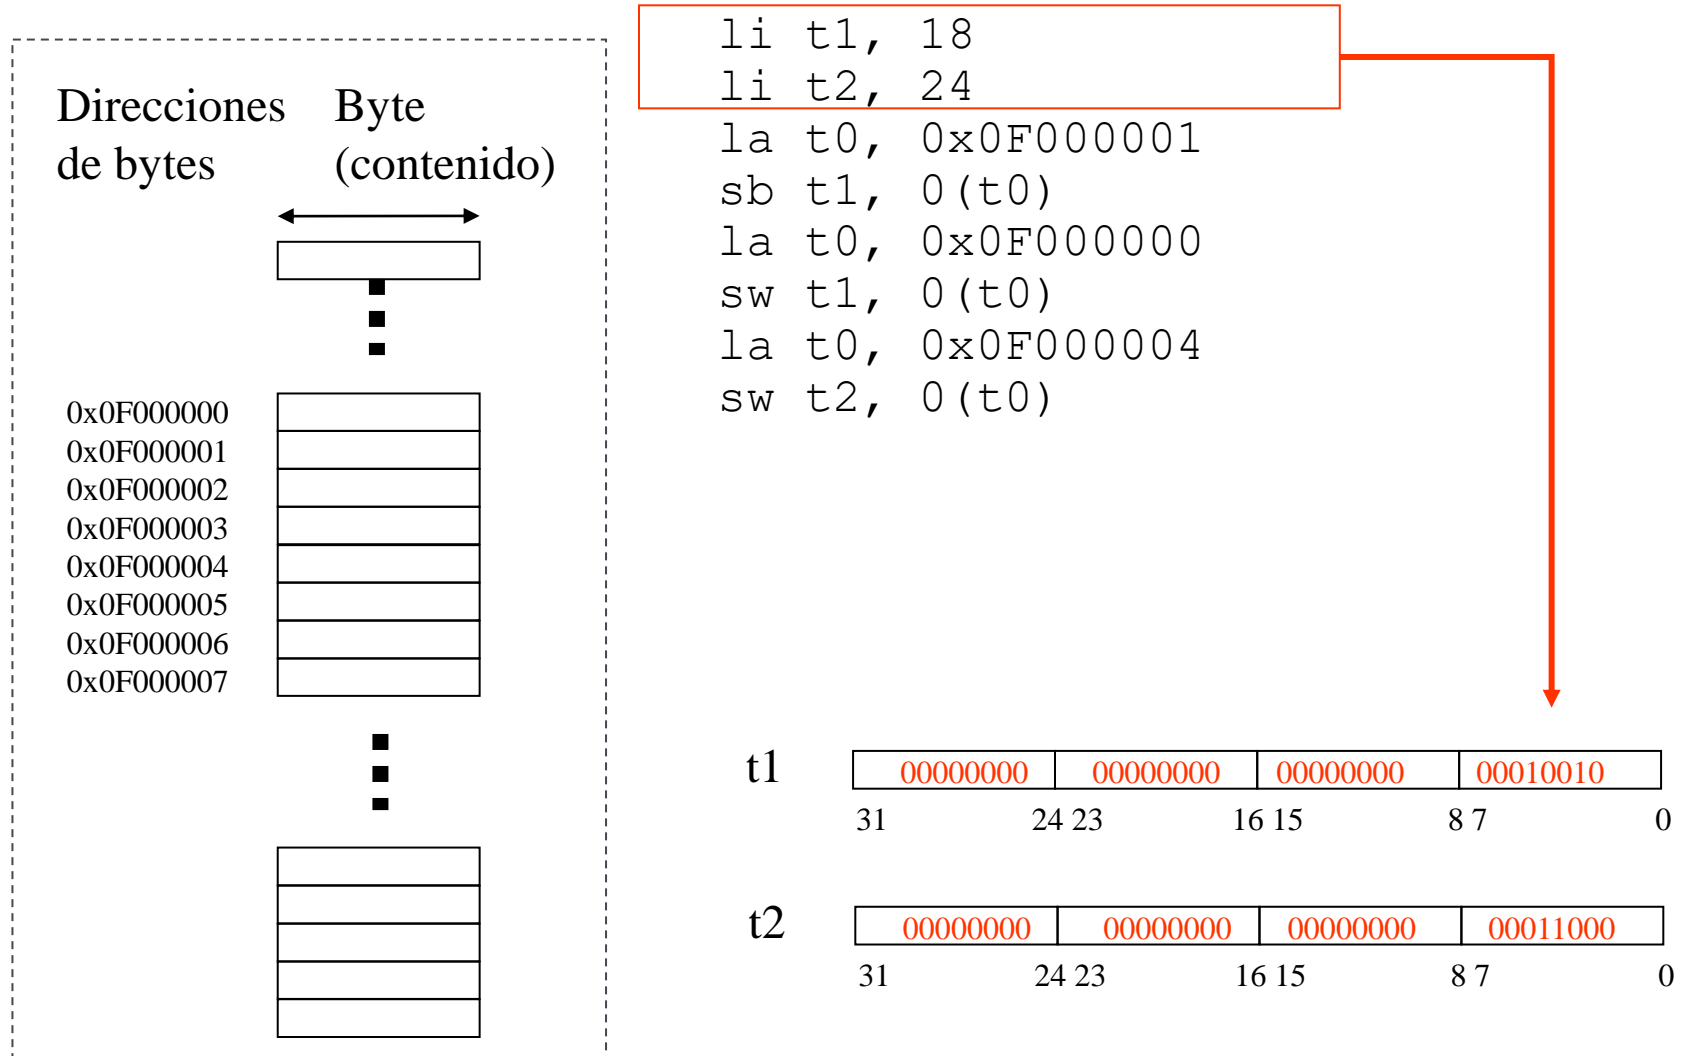 li t1, 18
li t2, 24
la t0, 0x0F000001
sb t1, 0(t0)
la t0, 0x0F000000
sw t1, 0(t0)
la t0, 0x0F000004
sw t2, 0(t0)
Direcciones Byte
de bytes (contenido)
0x0F000000
0x0F000001
0x0F000002
0x0F000003
0x0F000004
0x0F000005
0x0F000006
0x0F000007
t1 00000000 00000000 00000000 00010010
31 24 23 16 15 8 7 0
t2 00000000 00000000 00000000 00011000
31 24 23 16 15 8 7 0